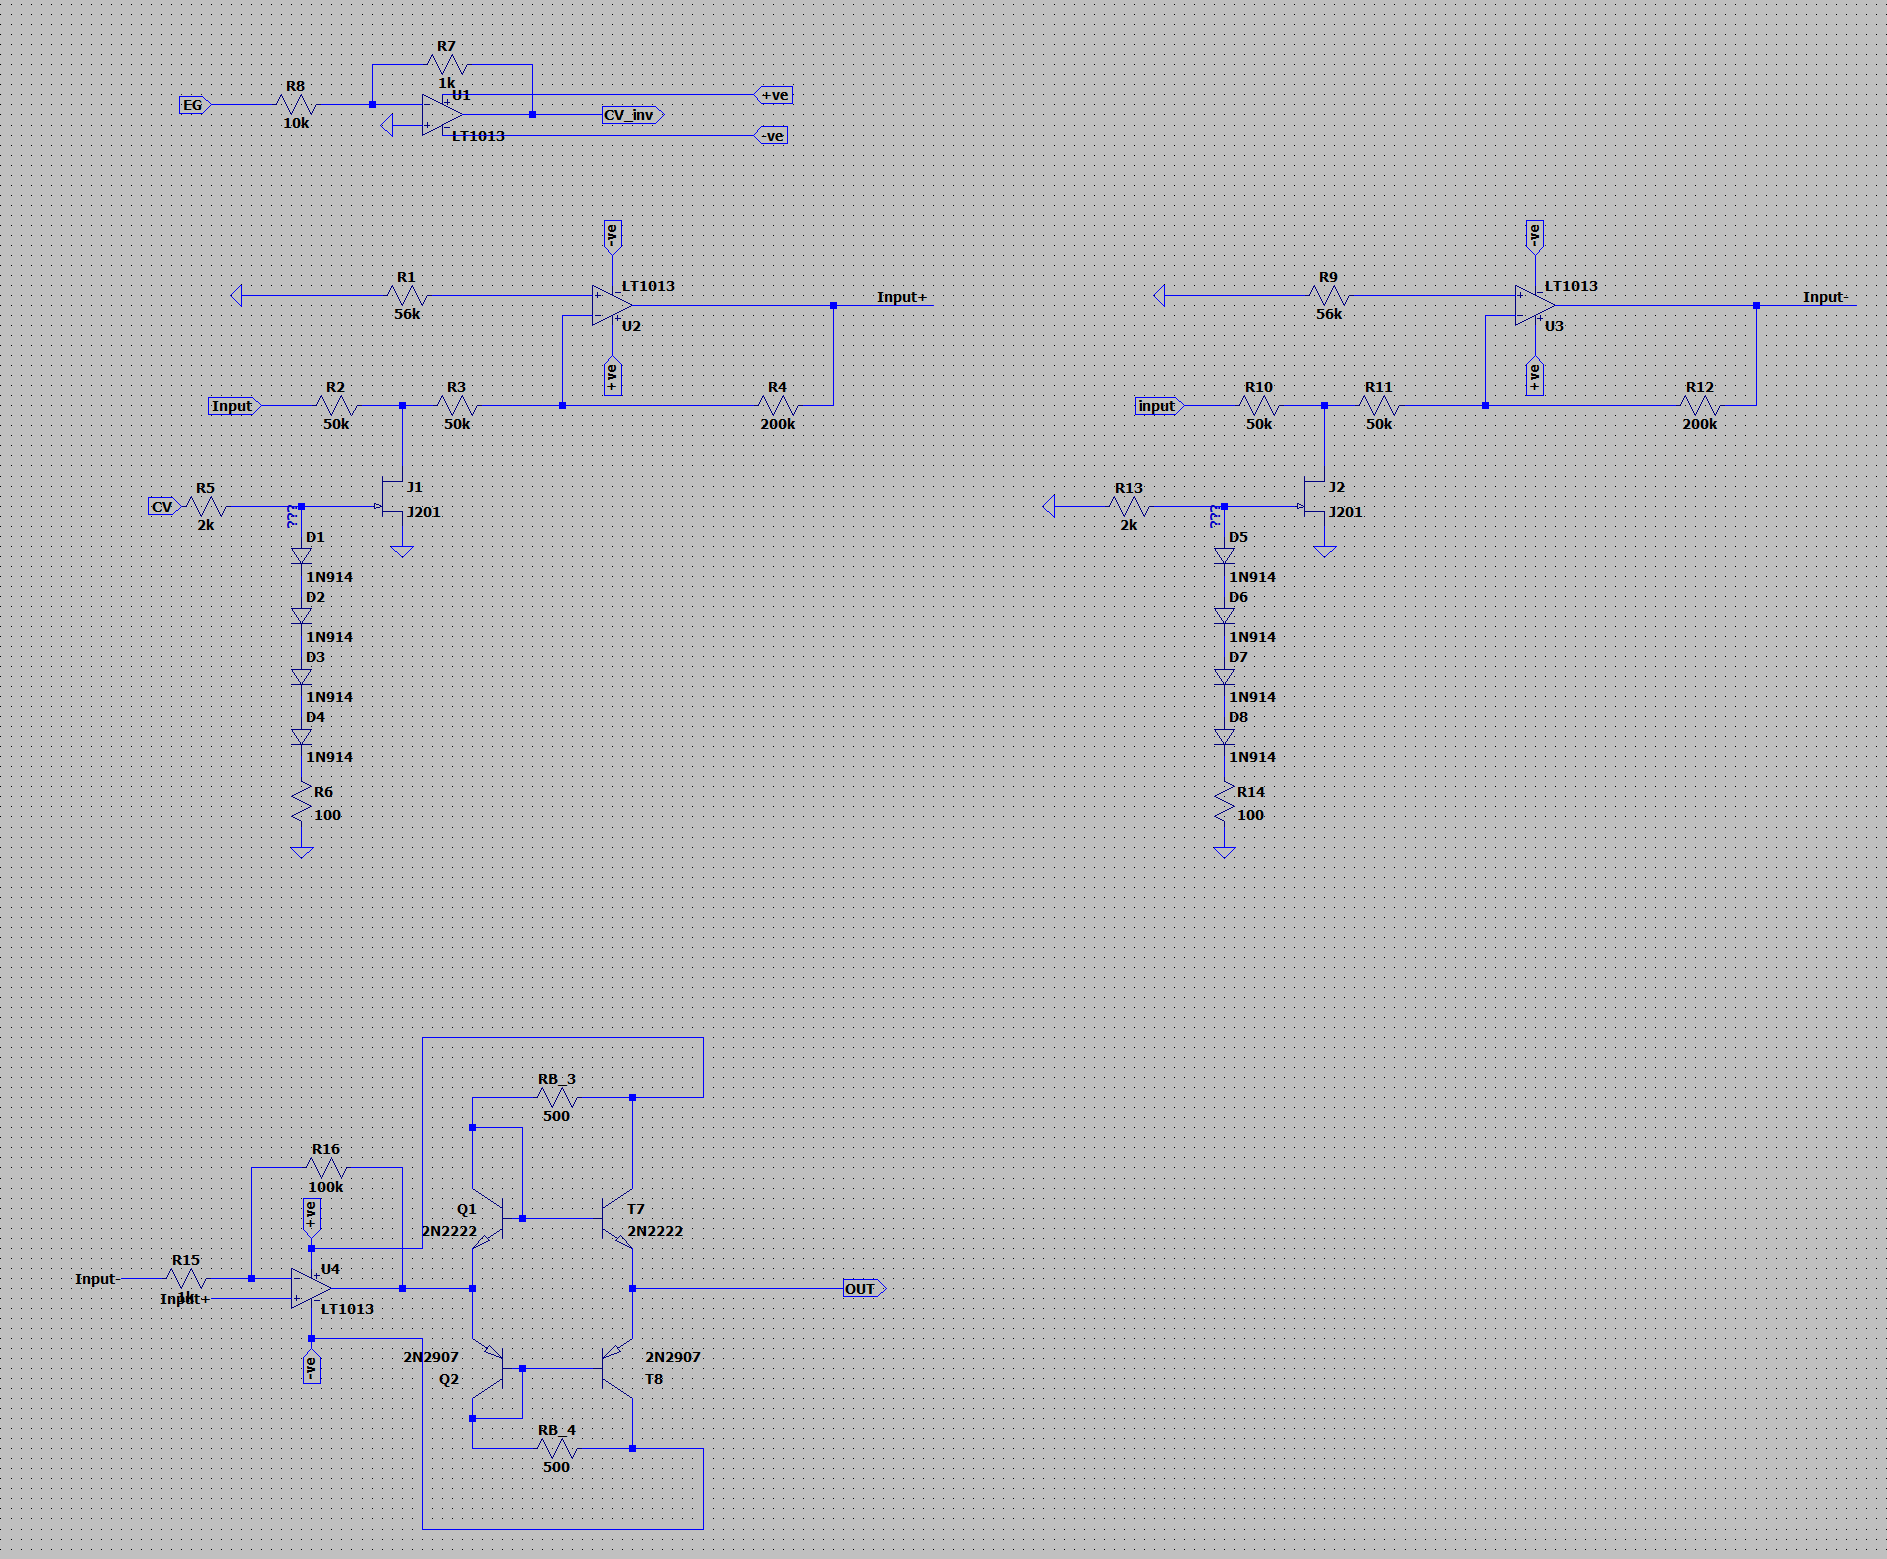 R7
1k
R8
10k
EG
U1
LT1013
+ve
CV_inv
-ve
-ve
R1
56k
LT1013
U2
Input+
+ve
R2
50k
R3
50k
R4
200k
Input
CV
R5
2k
???
J1
J201
D1
1N914
D2
1N914
D3
1N914
D4
1N914
R6
100
-ve
R9
56k
LT1013
U3
Input-
+ve
input
R10
50k
R11
50k
R12
200k
R13
2k
???
J2
J201
D5
1N914
D6
1N914
D7
1N914
D8
1N914
R14
100
RB_3
500
R16
100k
+ve
Q1
2N2222
T7
2N2222
Input-
R15
1k
Input+
U4
LT1013
OUT
-ve
2N2907
Q2
2N2907
T8
RB_4
500